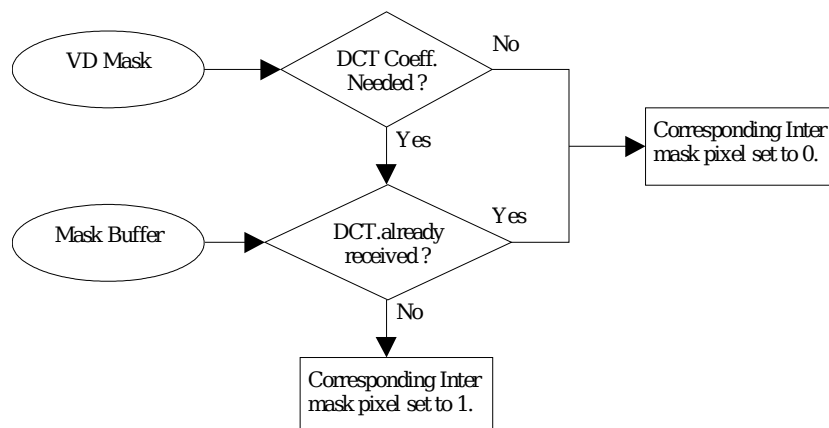 VD Mask
DCT Coeff.
Needed ?
No
Yes
Corresponding Inter
mask pixel set to 0.
Mask Buffer
DCT.already
received ?
Yes
No
Corresponding Inter
mask pixel set to 1.